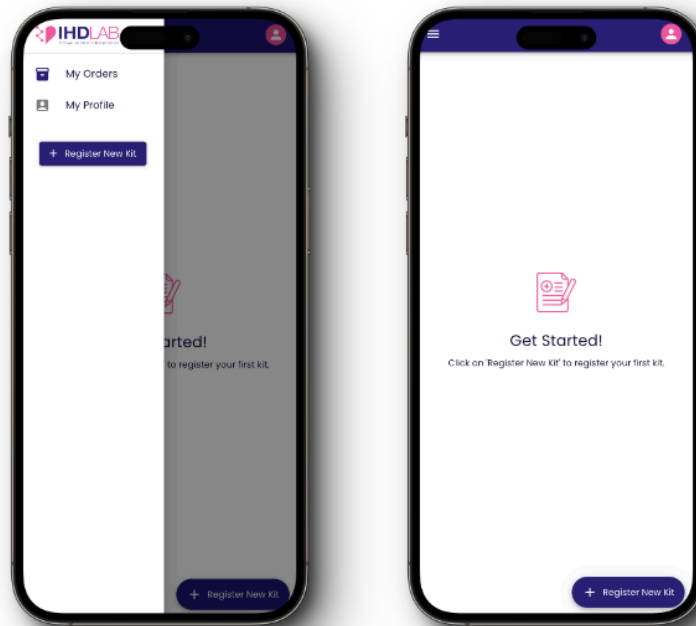 IHDLAB
My Orders
My Profile
+ Register New Kit
arted!
to register your first kit.
+ Register New Kit
Get Started!
Click on 'Register New Kit' to register your first kit.
+ Register New Kit